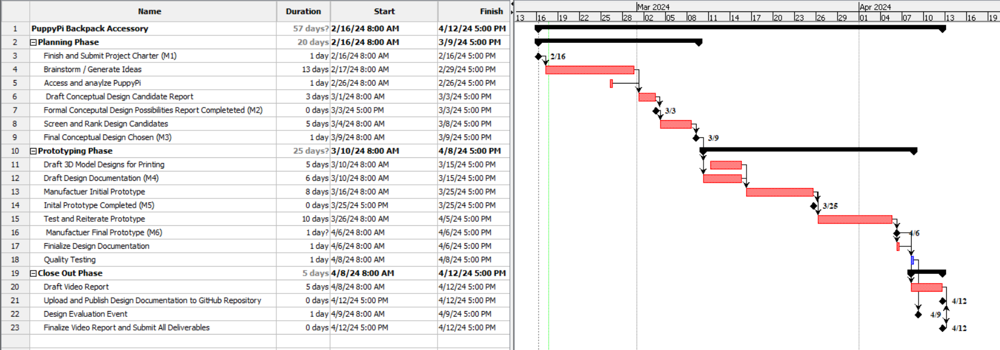 Name Duration Start Finish
1 PuppyPi Backpack Accessory 57 days? 2/16/24 8:00 AM 4/12/24 5:00 PM
2 Planning Phase 20 days 2/16/24 8:00 AM 3/9/24 5:00 PM
3 Finish and Submit Project Charter (M1) 1 day 2/16/24 8:00 AM 2/16/24 5:00 PM
4 Brainstorm / Generate Ideas 13 days 2/17/24 8:00 AM 2/29/24 5:00 PM
5 Access and anaylze PuppyPi 1 day 2/26/24 8:00 AM 2/26/24 5:00 PM
6 Draft Conceptual Design Candidate Report 3 days 3/1/24 8:00 AM 3/3/24 5:00 PM
7 Formal Conceputal Design Possibilities Report Completeted (M2) 0 days 3/3/24 5:00 PM 3/3/24 5:00 PM
8 Screen and Rank Design Candidates 5 days 3/4/24 8:00 AM 3/8/24 5:00 PM
9 Final Conceptual Design Chosen (M3) 1 day 3/9/24 8:00 AM 3/9/24 5:00 PM
10 Prototyping Phase 25 days? 3/10/24 8:00 AM 4/8/24 5:00 PM
11 Draft 3D Model Designs for Printing 5 days 3/10/24 8:00 AM 3/15/24 5:00 PM
12 Draft Design Documentation (M4) 6 days 3/10/24 8:00 AM 3/15/24 5:00 PM
13 Manufactuer Initial Prototype 8 days 3/16/24 8:00 AM 3/25/24 5:00 PM
14 Inital Prototype Completed (M5) 0 days 3/25/24 5:00 PM 3/25/24 5:00 PM
15 Test and Reiterate Prototype 10 days 3/26/24 8:00 AM 4/5/24 5:00 PM
16 Manufactuer Final Prototype (M6) 1 day? 4/6/24 8:00 AM 4/6/24 5:00 PM
17 Finialize Design Documentation 1 day 4/6/24 8:00 AM 4/6/24 5:00 PM
18 Quality Testing 1 day 4/8/24 8:00 AM 4/8/24 5:00 PM
19 Close Out Phase 5 days 4/8/24 8:00 AM 4/12/24 5:00 PM
20 Draft Video Report 5 days 4/8/24 8:00 AM 4/12/24 5:00 PM
21 Upload and Publish Design Documentation to GitHub Repository 0 days 4/12/24 5:00 PM 4/12/24 5:00 PM
22 Design Evaluation Event 1 day 4/9/24 8:00 AM 4/9/24 5:00 PM
23 Finalize Video Report and Submit All Deliverables 0 days 4/12/24 5:00 PM 4/12/24 5:00 PM
Mar 2024 Apr 2024
13 16 19 22 25 28 02 05 08 11 14 17 20 23 26 29 01 04 07 10 13 16 19
2/16
3/3
3/9
3/25
4/6
4/12
4/9
4/12